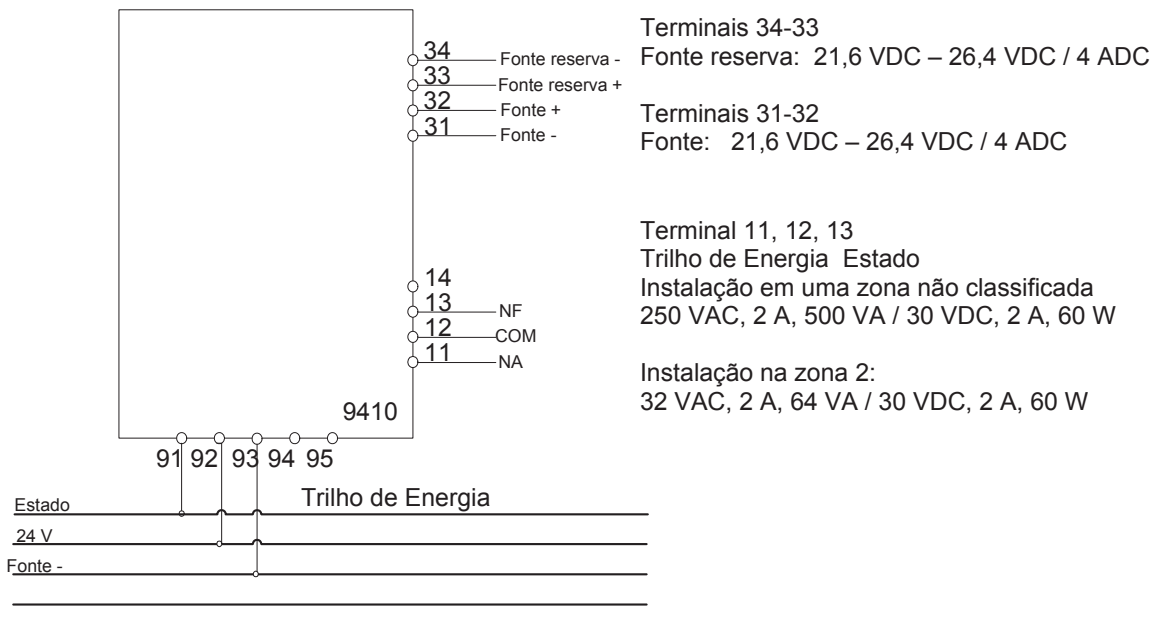 34
Fonte reserva -
33
Fonte reserva +
32
Fonte +
31
Fonte -
Terminais 34-33
Fonte reserva: 21,6 VDC – 26,4 VDC / 4 ADC
Terminais 31-32
Fonte: 21,6 VDC – 26,4 VDC / 4 ADC
14
13
NF
12
COM
11
NA
Terminal 11, 12, 13
Trilho de Energia Estado
Instalação em uma zona não classificada
250 VAC, 2 A, 500 VA / 30 VDC, 2 A, 60 W
Instalação na zona 2:
32 VAC, 2 A, 64 VA / 30 VDC, 2 A, 60 W
9410
91 92 93 94 95
Trilho de Energia
Estado
24 V
Fonte -